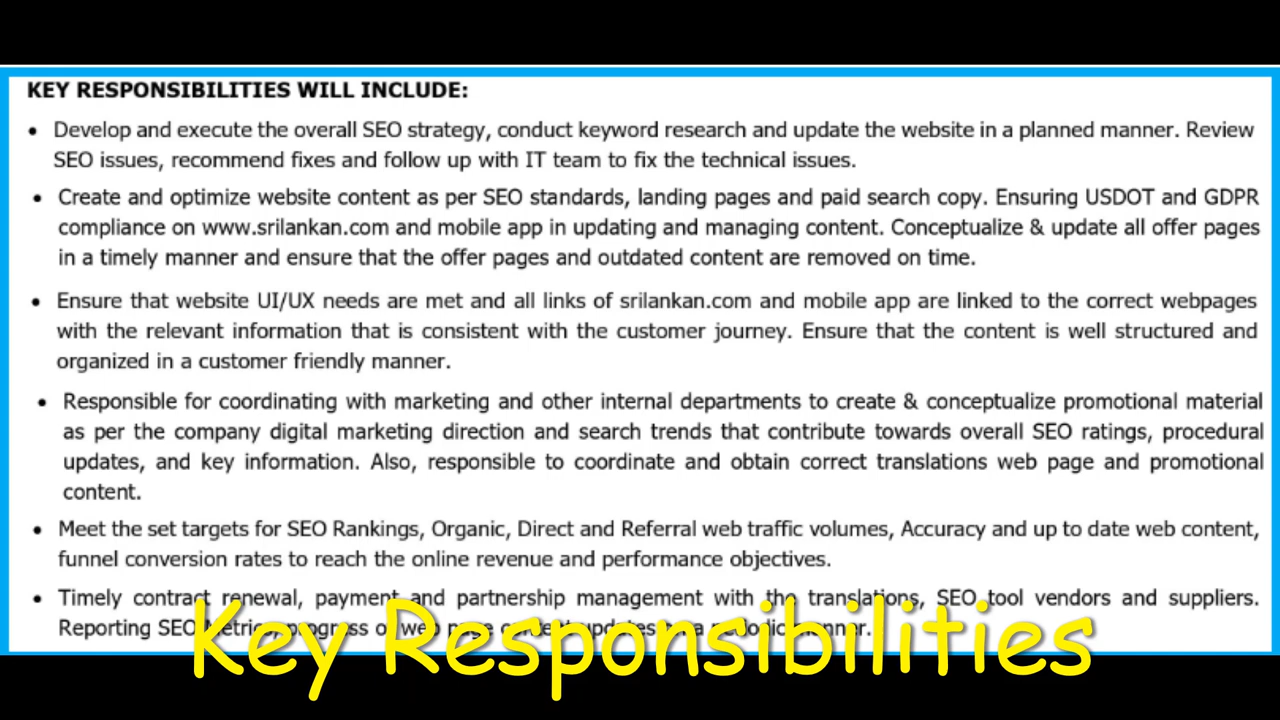 KEY RESPONSIBILITIES WILL INCLUDE:
• Develop and execute the overall SEO strategy, conduct keyword research and update the website in a planned manner. Review
SEO issues, recommend fixes and follow up with IT team to fix the technical issues.
• Create and optimize website content as per SEO standards, landing pages and paid search copy. Ensuring USDOT and GDPR
compliance on www.srilankan.com and mobile app in updating and managing content. Conceptualize & update all offer pages
in a timely manner and ensure that the offer pages and outdated content are removed on time.
• Ensure that website UI/UX needs are met and all links of srilankan.com and mobile app are linked to the correct webpages
with the relevant information that is consistent with the customer journey. Ensure that the content is well structured and
organized in a customer friendly manner.
• Responsible for coordinating with marketing and other internal departments to create & conceptualize promotional material
as per the company digital marketing direction and search trends that contribute towards overall SEO ratings, procedural
updates, and key information. Also, responsible to coordinate and obtain correct translations web page and promotional
content.
• Meet the set targets for SEO Rankings, Organic, Direct and Referral web traffic volumes, Accuracy and up to date web content,
funnel conversion rates to reach the online revenue and performance objectives.
• Timely contract renewal, payment and partnership management with the translations, SEO tool vendors and suppliers.
Reporting SEO Metrics, progress of web page content updates in a periodic manner.
Key Responsibilities